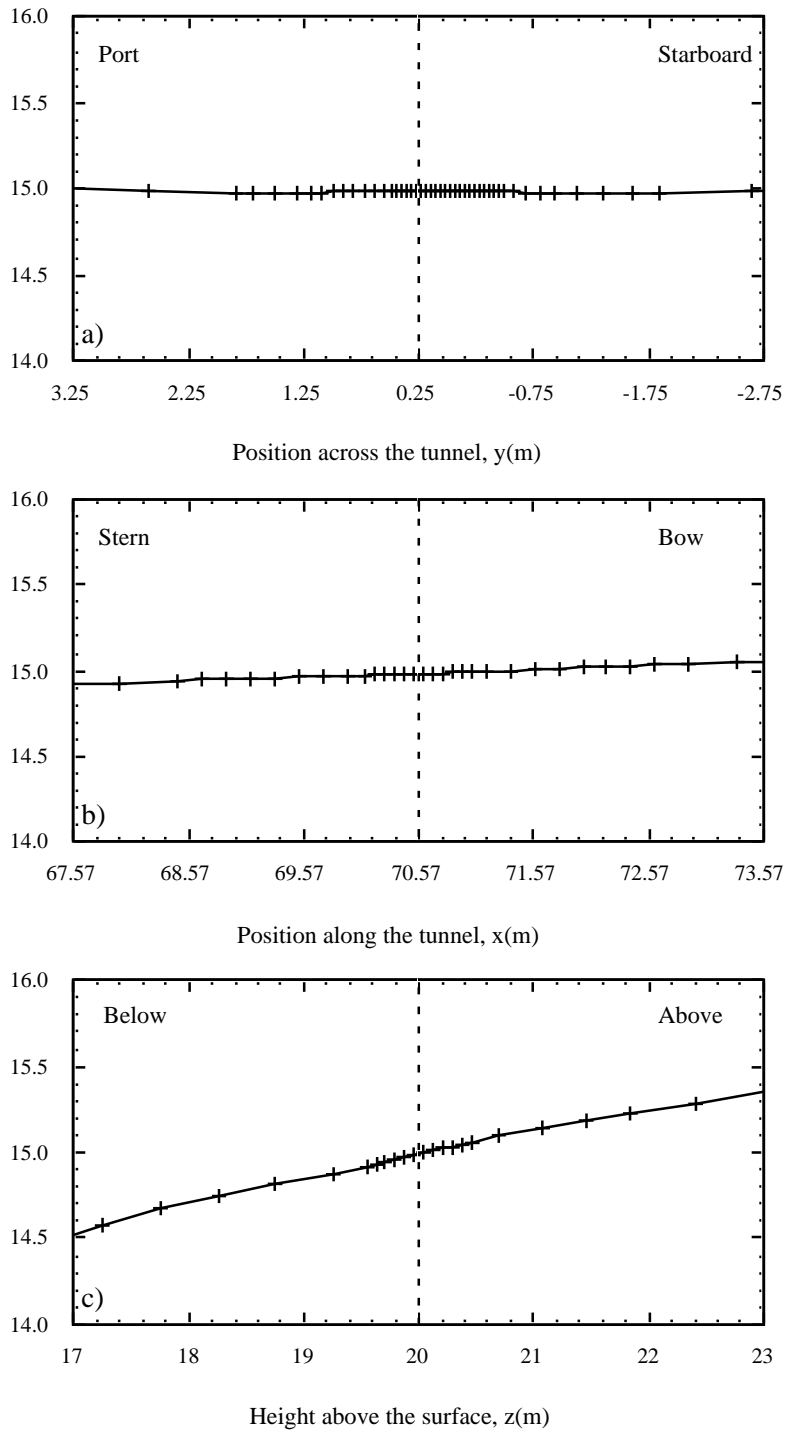 16.0
Port Starboard
15.5
15.0
14.5
a)
14.0
3.25 2.25 1.25 0.25 -0.75 -1.75 -2.75
Position across the tunnel, y(m)
16.0
Stern Bow
15.5
15.0
14.5
b)
14.0
67.57 68.57 69.57 70.57 71.57 72.57 73.57
Position along the tunnel, x(m)
16.0
Below Above
15.5
15.0
14.5
c)
14.0
17 18 19 20 21 22 23
Height above the surface, z(m)